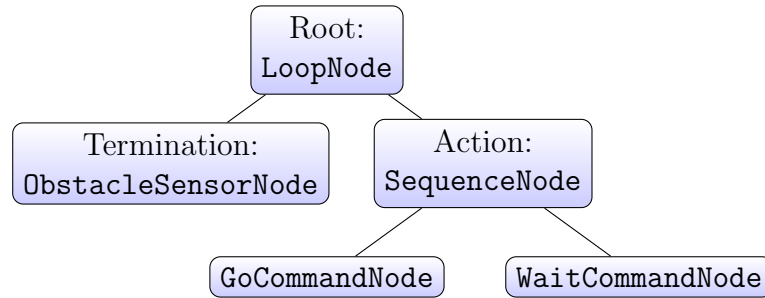 Root:
LoopNode
Termination:
ObstacleSensorNode
Action:
SequenceNode
GoCommandNode
WaitCommandNode